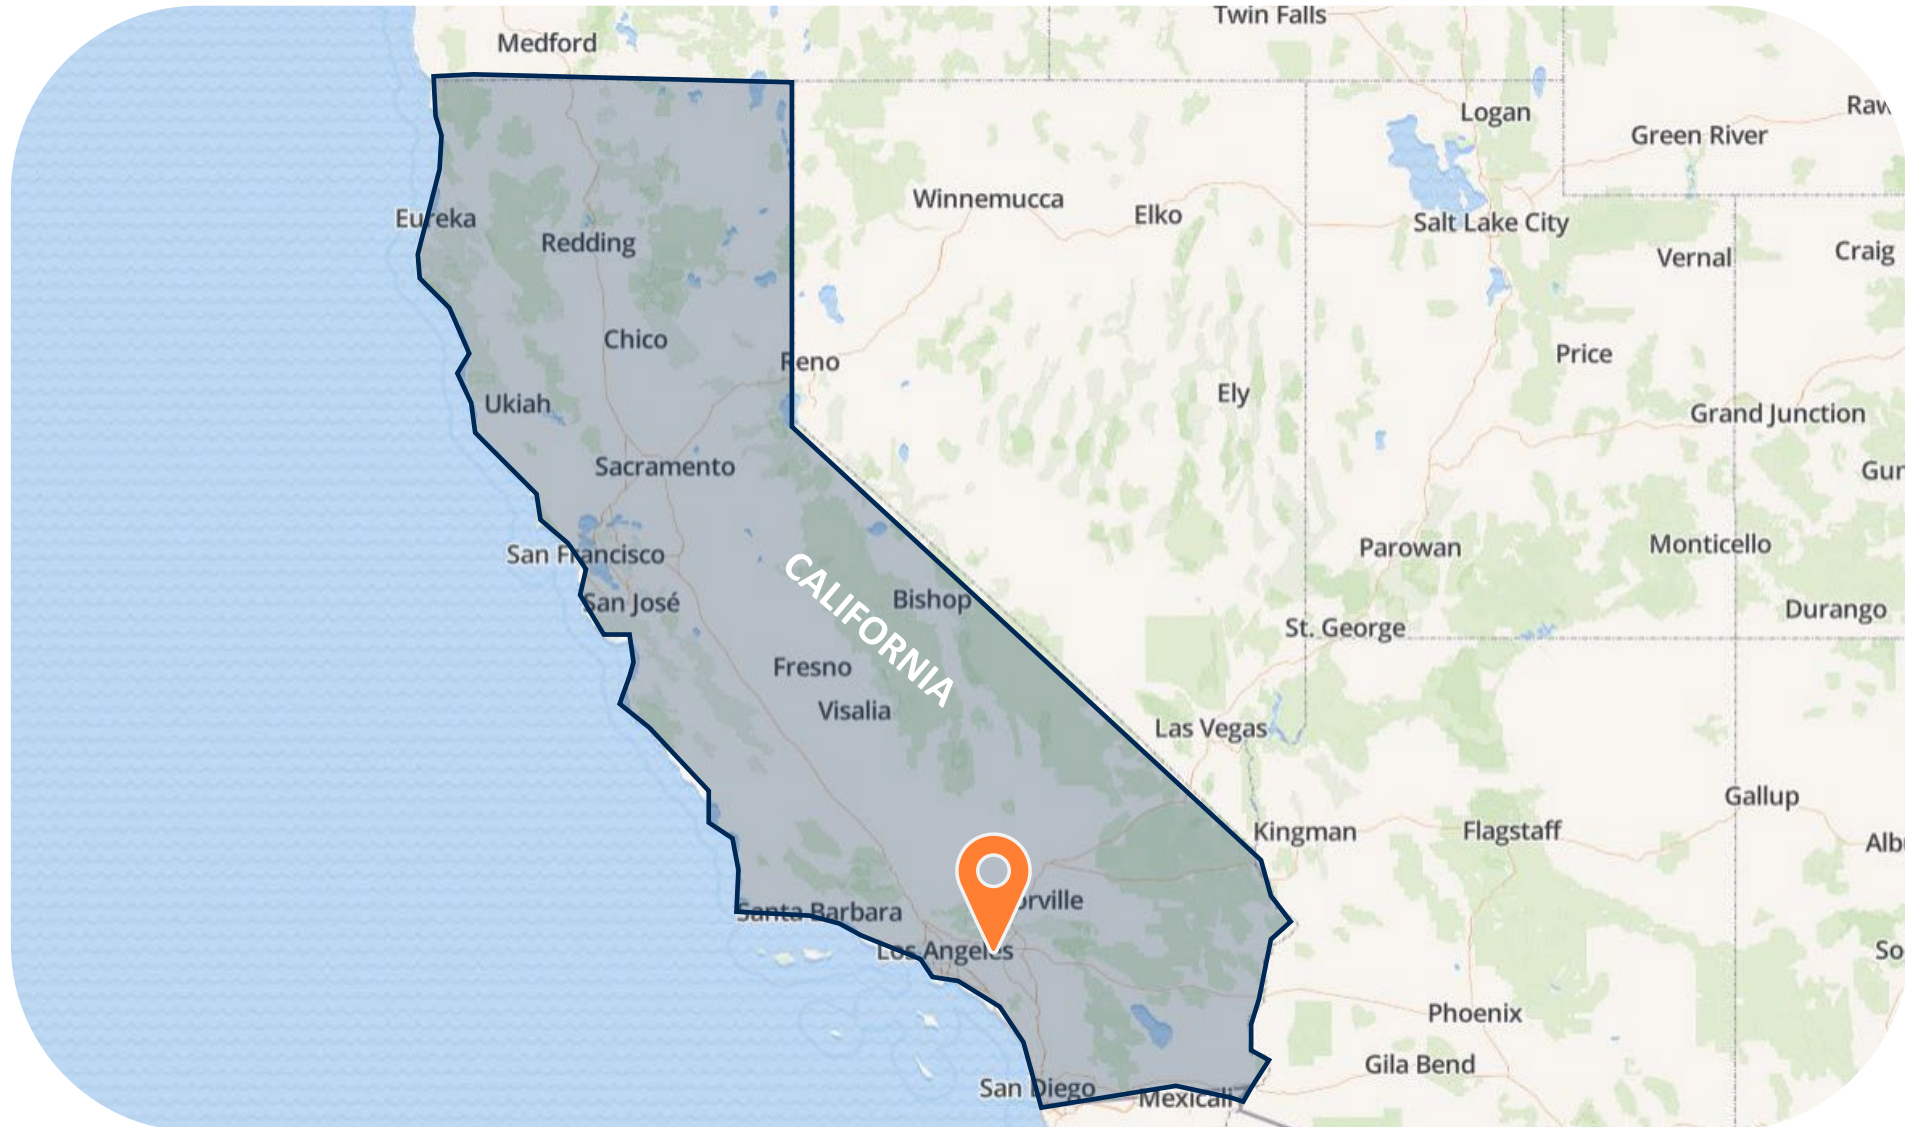 Twin Falls
Medford
Logan
Raw
Green River
Winnemucca
Elko
Eureka
Salt Lake City
Redding
Vernal
Craig
Chico
Reno
Price
Ely
Ukiah
Grand Junction
Sacramento
Gun
San Francisco
Parowan
Monticello
CALIFORNIA
Bishop
San José
Durango
St. George
Fresno
Visalia
Las Vegas
Gallup
Kingman
Flagstaff
Alb
orville
Santa Barbara
Los Angeles
So
Phoenix
Gila Bend
San Diego
Mexicali